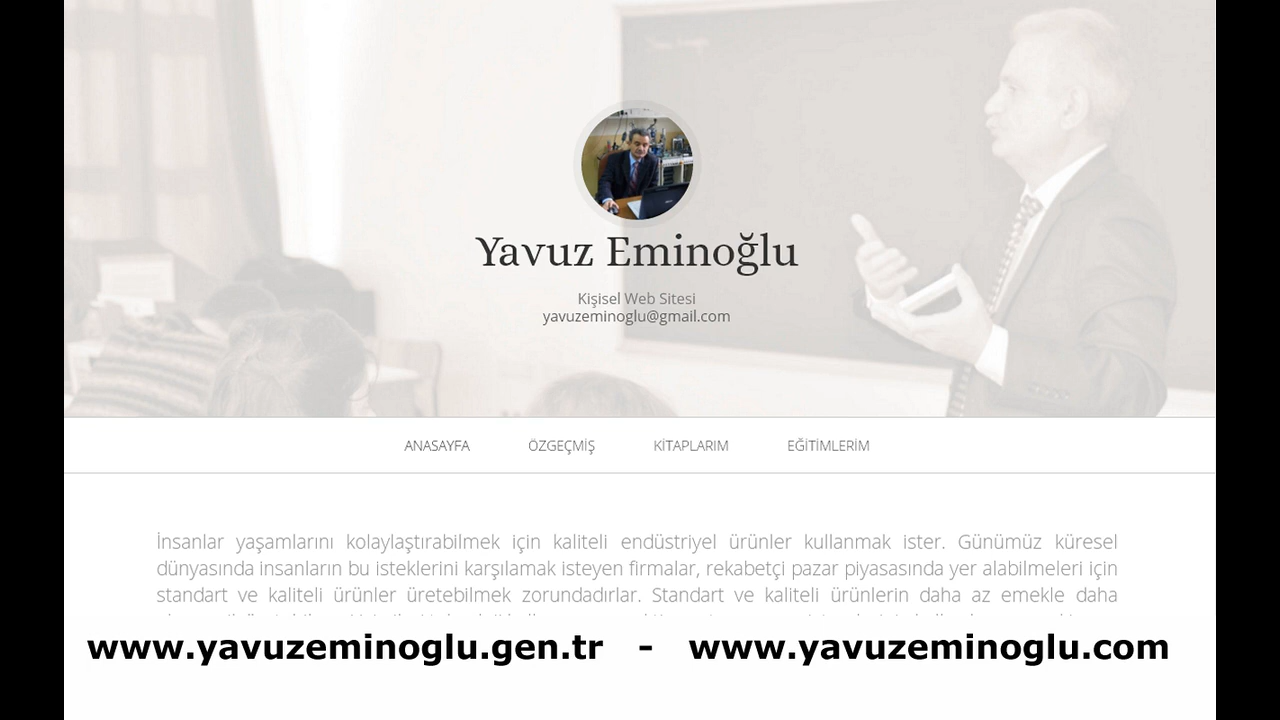 Yavuz Eminoğlu
Kişisel Web Sitesi
yavuzeminoglu@gmail.com
ANASAYFA ÖZGEÇMİŞ KİTAPLARIM EĞİTİMLERİM
İnsanlar yaşamlarını kolaylaştırabilmek için kaliteli endüstriyel ürünler kullanmak ister. Günümüz küresel
dünyasında insanların bu isteklerini karşılamak isteyen firmalar, rekabetçi pazar piyasasında yer alabilmeleri için
standart ve kaliteli ürünler üretebilmek zorundadırlar. Standart ve kaliteli ürünlerin daha az emekle daha
www.yavuzeminoglu.gen.tr - www.yavuzeminoglu.com